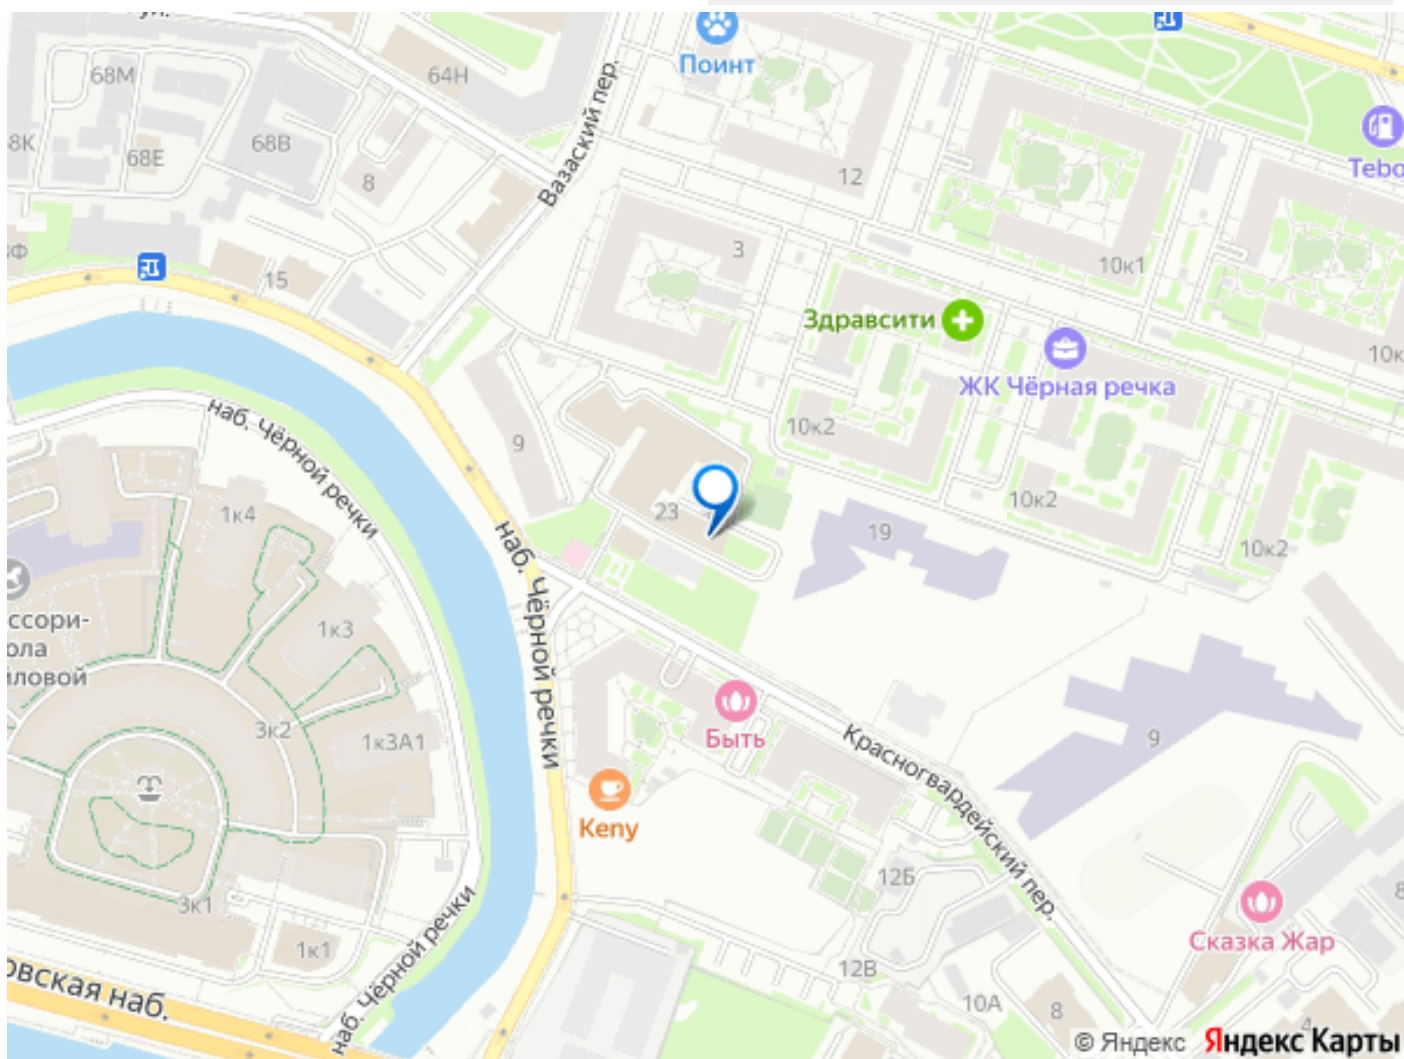 ул.
Поинт
68М
64Н
Вазаский пер.
Tebo
8К
68Е
68В
8
12
3
10к1
15
Здравсити
ЖК Чёрная речка
10к
наб. Чёрной речки
9
10к2
1к4
23
19
10к2
10к2
наб. Чёрной речки
ссори-
ола
иловой
1к3
3к2
1к3А1
Быть
Красногвардейский пер.
9
Keny
12Б
3к1
1к1
наб. Чёрной речки
Сказка Жар
12В
10А
8
8
4
овская наб.
© Яндекс Яндекс Карты